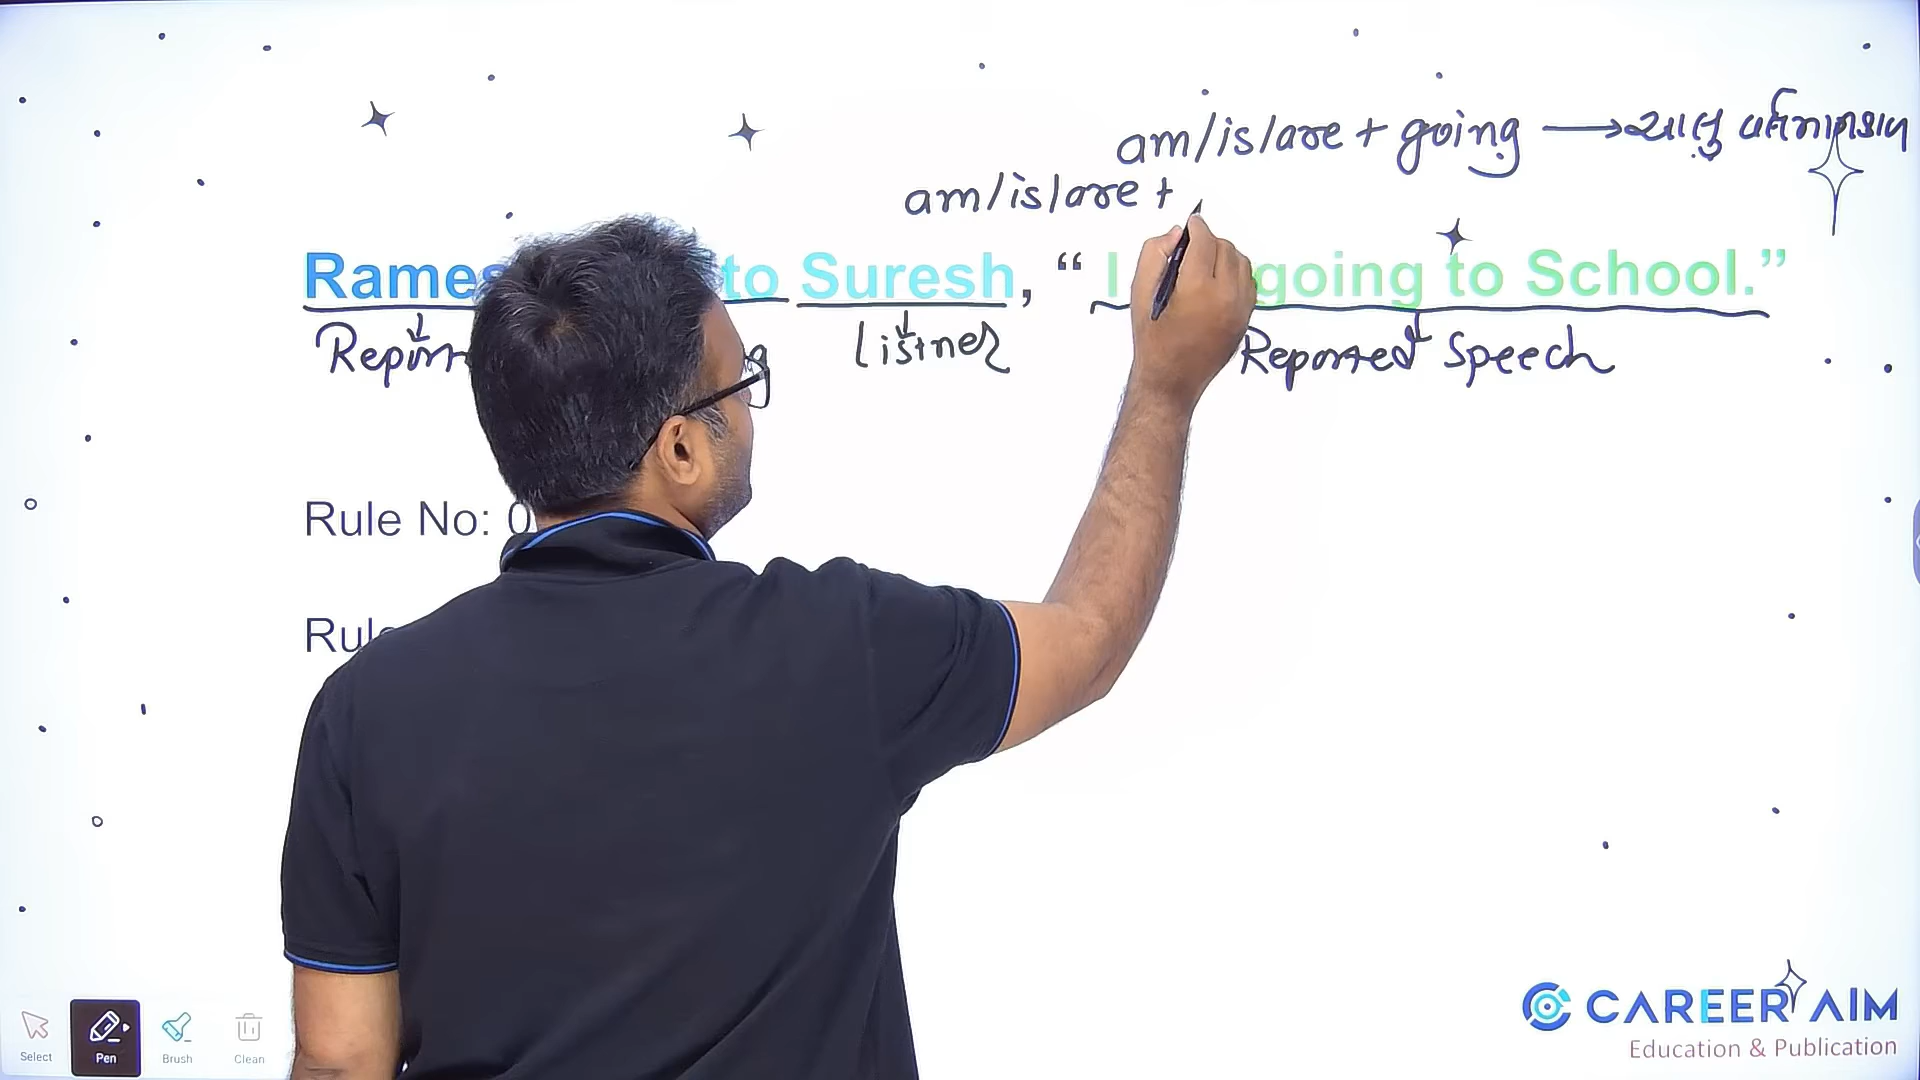 am/is/are + going → ચાલુ વર્તમાનકાળ
am/is/are +
Rames to Suresh, “ I going to School.”
Report g listner Reported Speech
Rule No: 0
Rul
Select Pen Brush Clean
CAREER AIM
Education & Publication